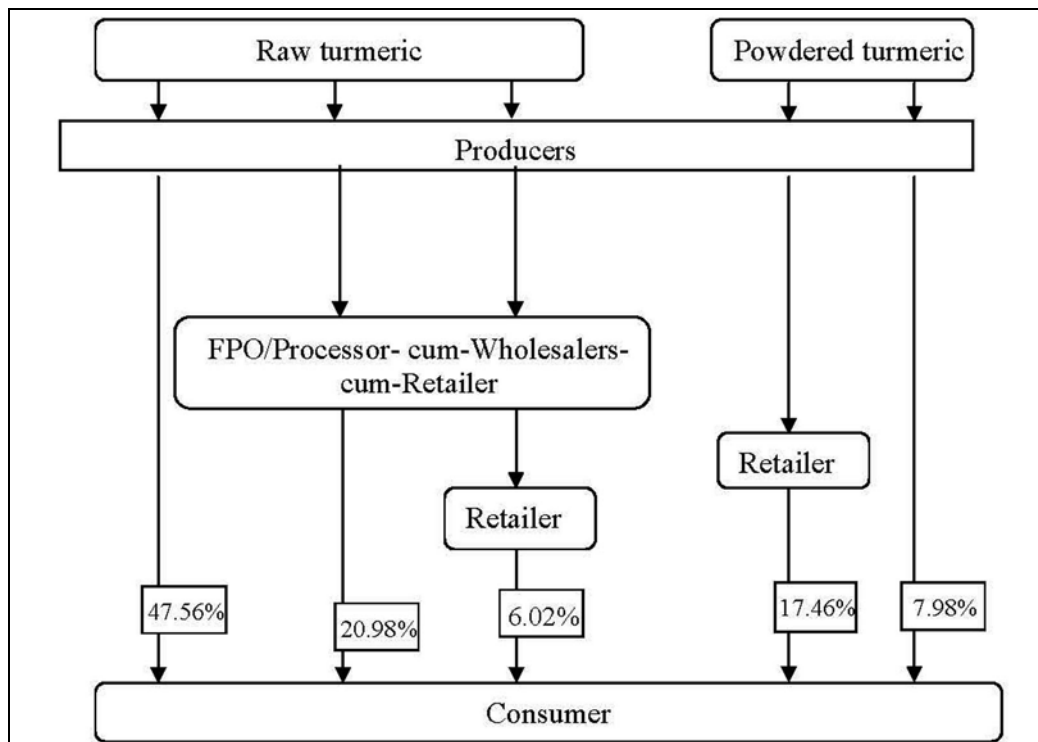 Raw turmeric
Powdered turmeric
Producers
FPO/Processor- cum-Wholesalers-
cum-Retailer
Retailer
Retailer
47.56%
20.98%
6.02%
17.46%
7.98%
Consumer